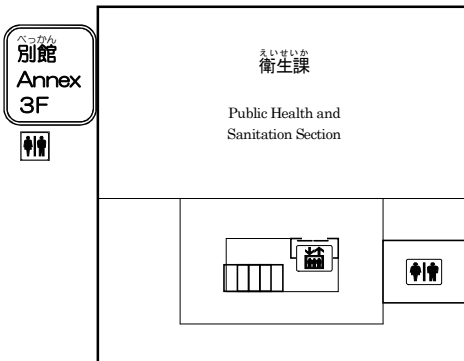 べっかん
別館
Annex
3F
えいせいか
衛生課
Public Health and
Sanitation Section